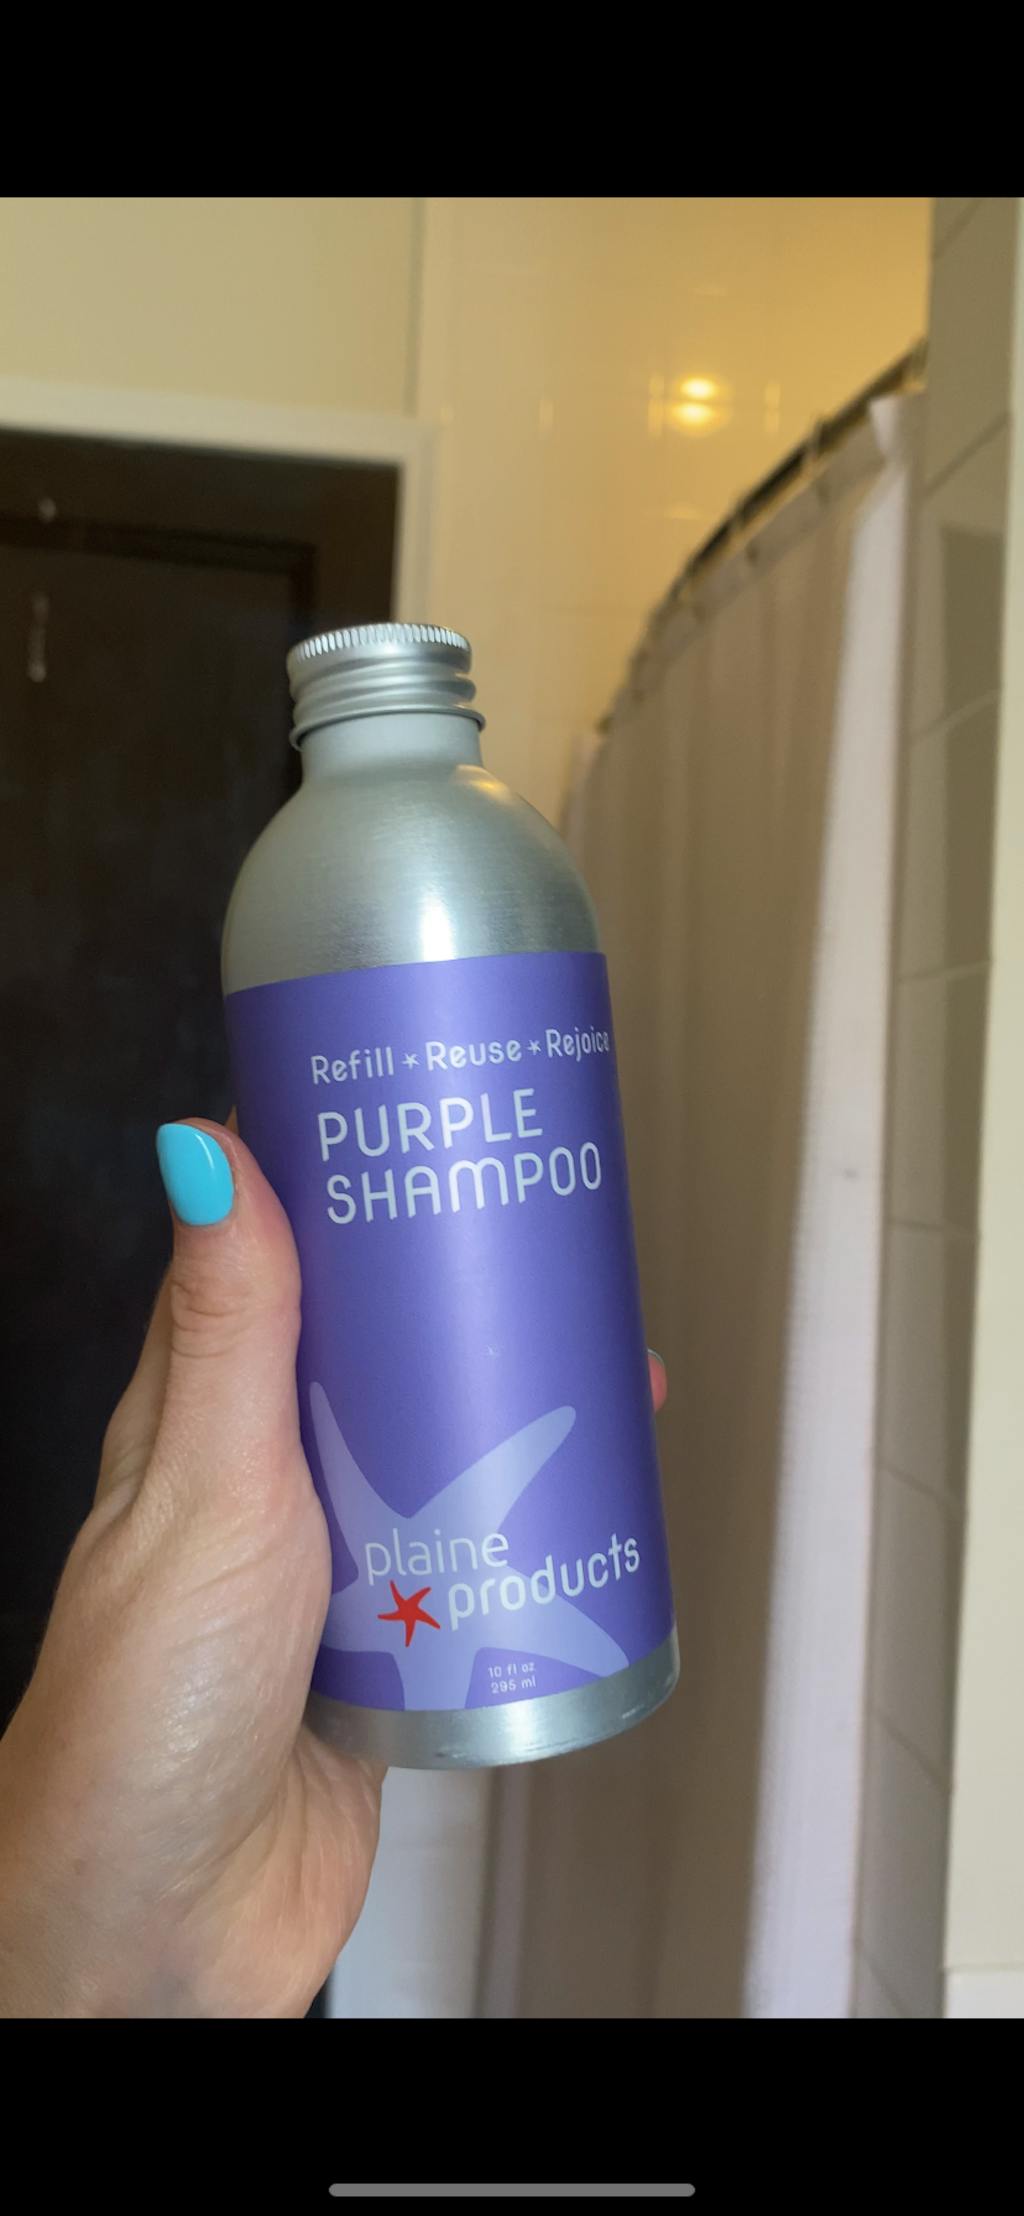 Refill * Reuse * Rejoice
PURPLE
SHAMPOO
plaine
products
10 fl oz
295 ml